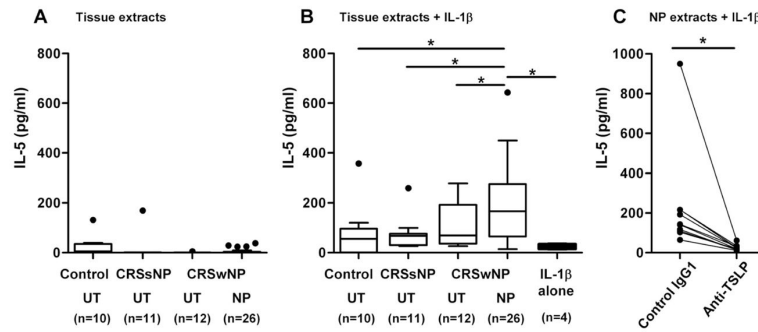 A Tissue extracts
IL-5 (pg/ml)
800
600
400
200
0
Control CRSsNP CRSwNP
UT UT UT NP
(n=10) (n=11) (n=12) (n=26)
B Tissue extracts + IL-1β
IL-5 (pg/ml)
800
600
400
200
0
* * * *
Control CRSsNP CRSwNP IL-1β
alone
UT UT UT NP
(n=10) (n=11) (n=12) (n=26) (n=4)
C NP extracts + IL-1β
IL-5 (pg/ml)
1000
800
600
400
200
0
*
Control IgG1
Anti-TSLP